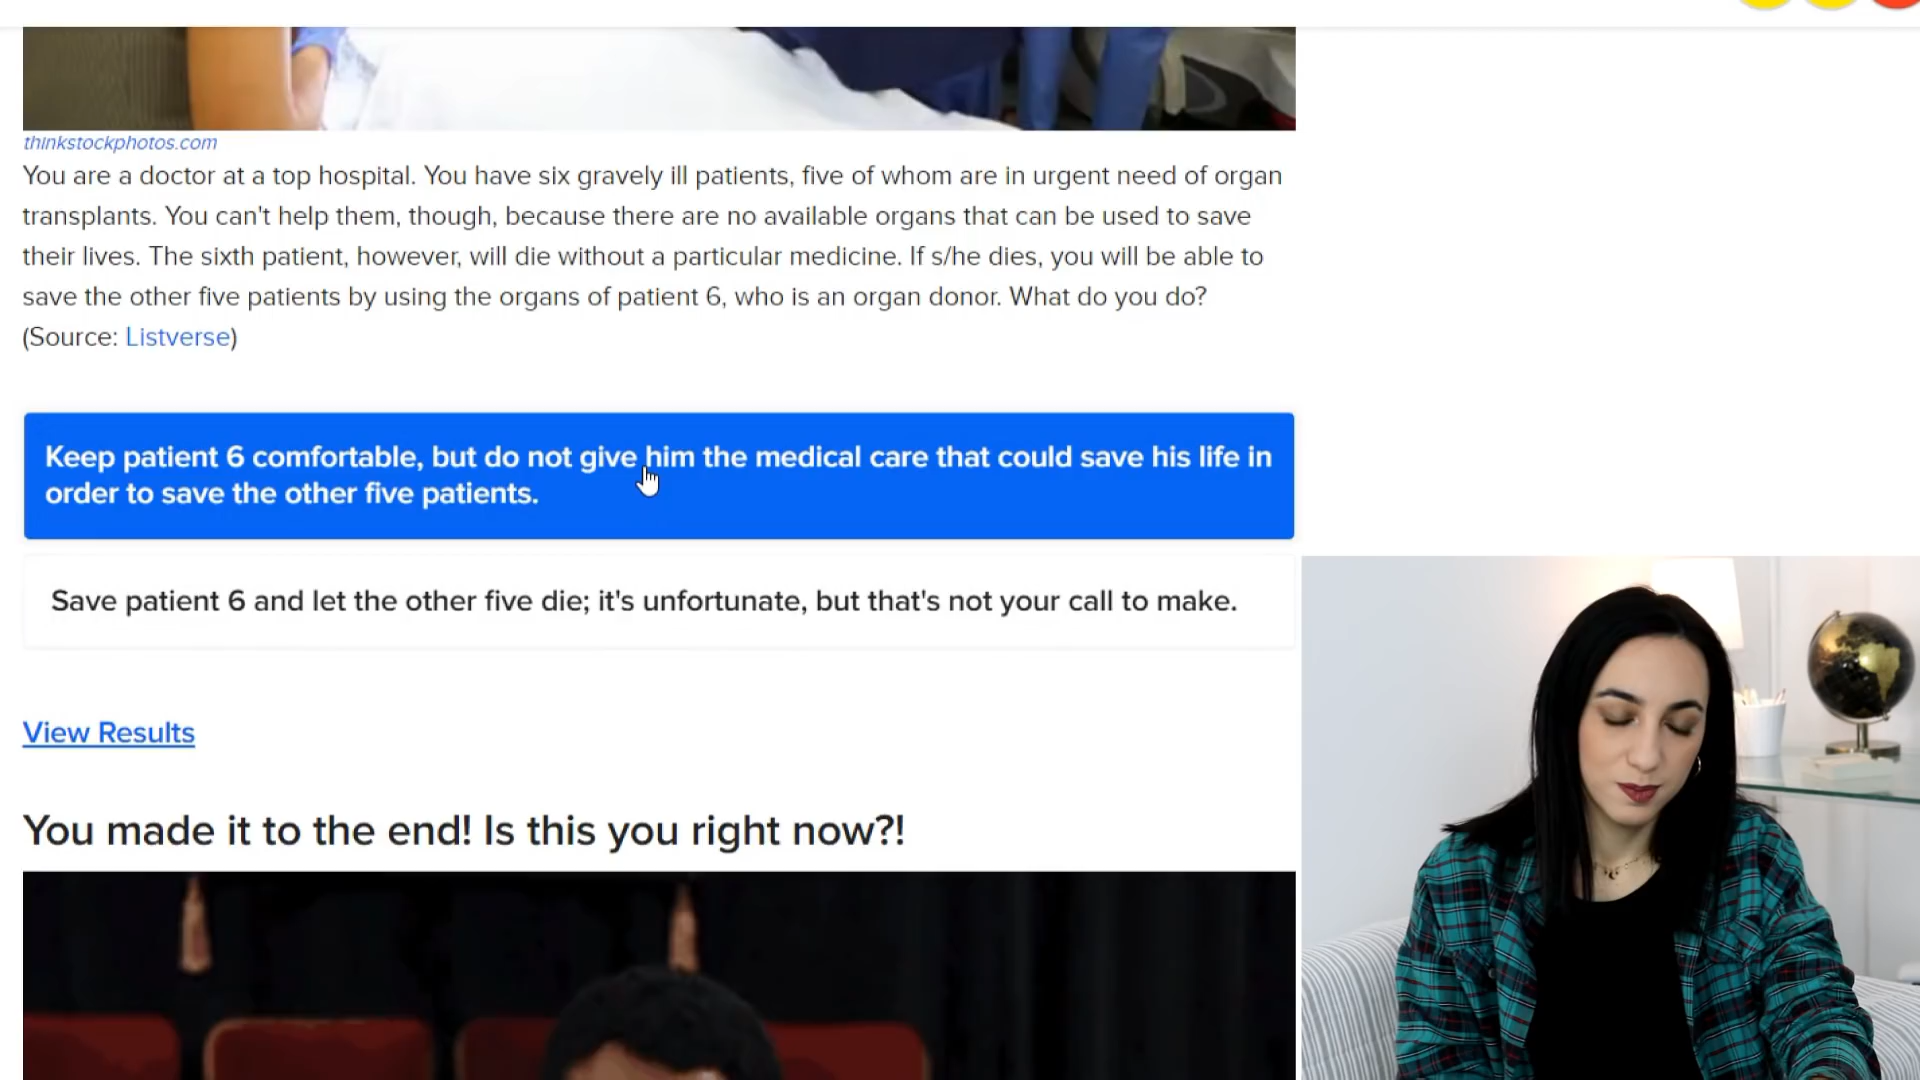 thinkstockphotos.com
You are a doctor at a top hospital. You have six gravely ill patients, five of whom are in urgent need of organ
transplants. You can't help them, though, because there are no available organs that can be used to save
their lives. The sixth patient, however, will die without a particular medicine. If s/he dies, you will be able to
save the other five patients by using the organs of patient 6, who is an organ donor. What do you do?
(Source: Listverse)
Keep patient 6 comfortable, but do not give him the medical care that could save his life in
order to save the other five patients.
Save patient 6 and let the other five die; it's unfortunate, but that's not your call to make.
View Results
You made it to the end! Is this you right now?!